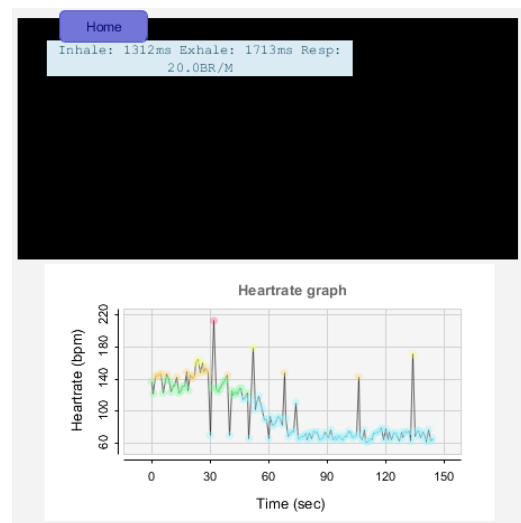 Home
Inhale: 1312ms Exhale: 1713ms Resp:
20.0BR/M
Heartrate graph
Heartrate (bpm)
220
180
140
100
60
0 30 60 90 120 150
Time (sec)